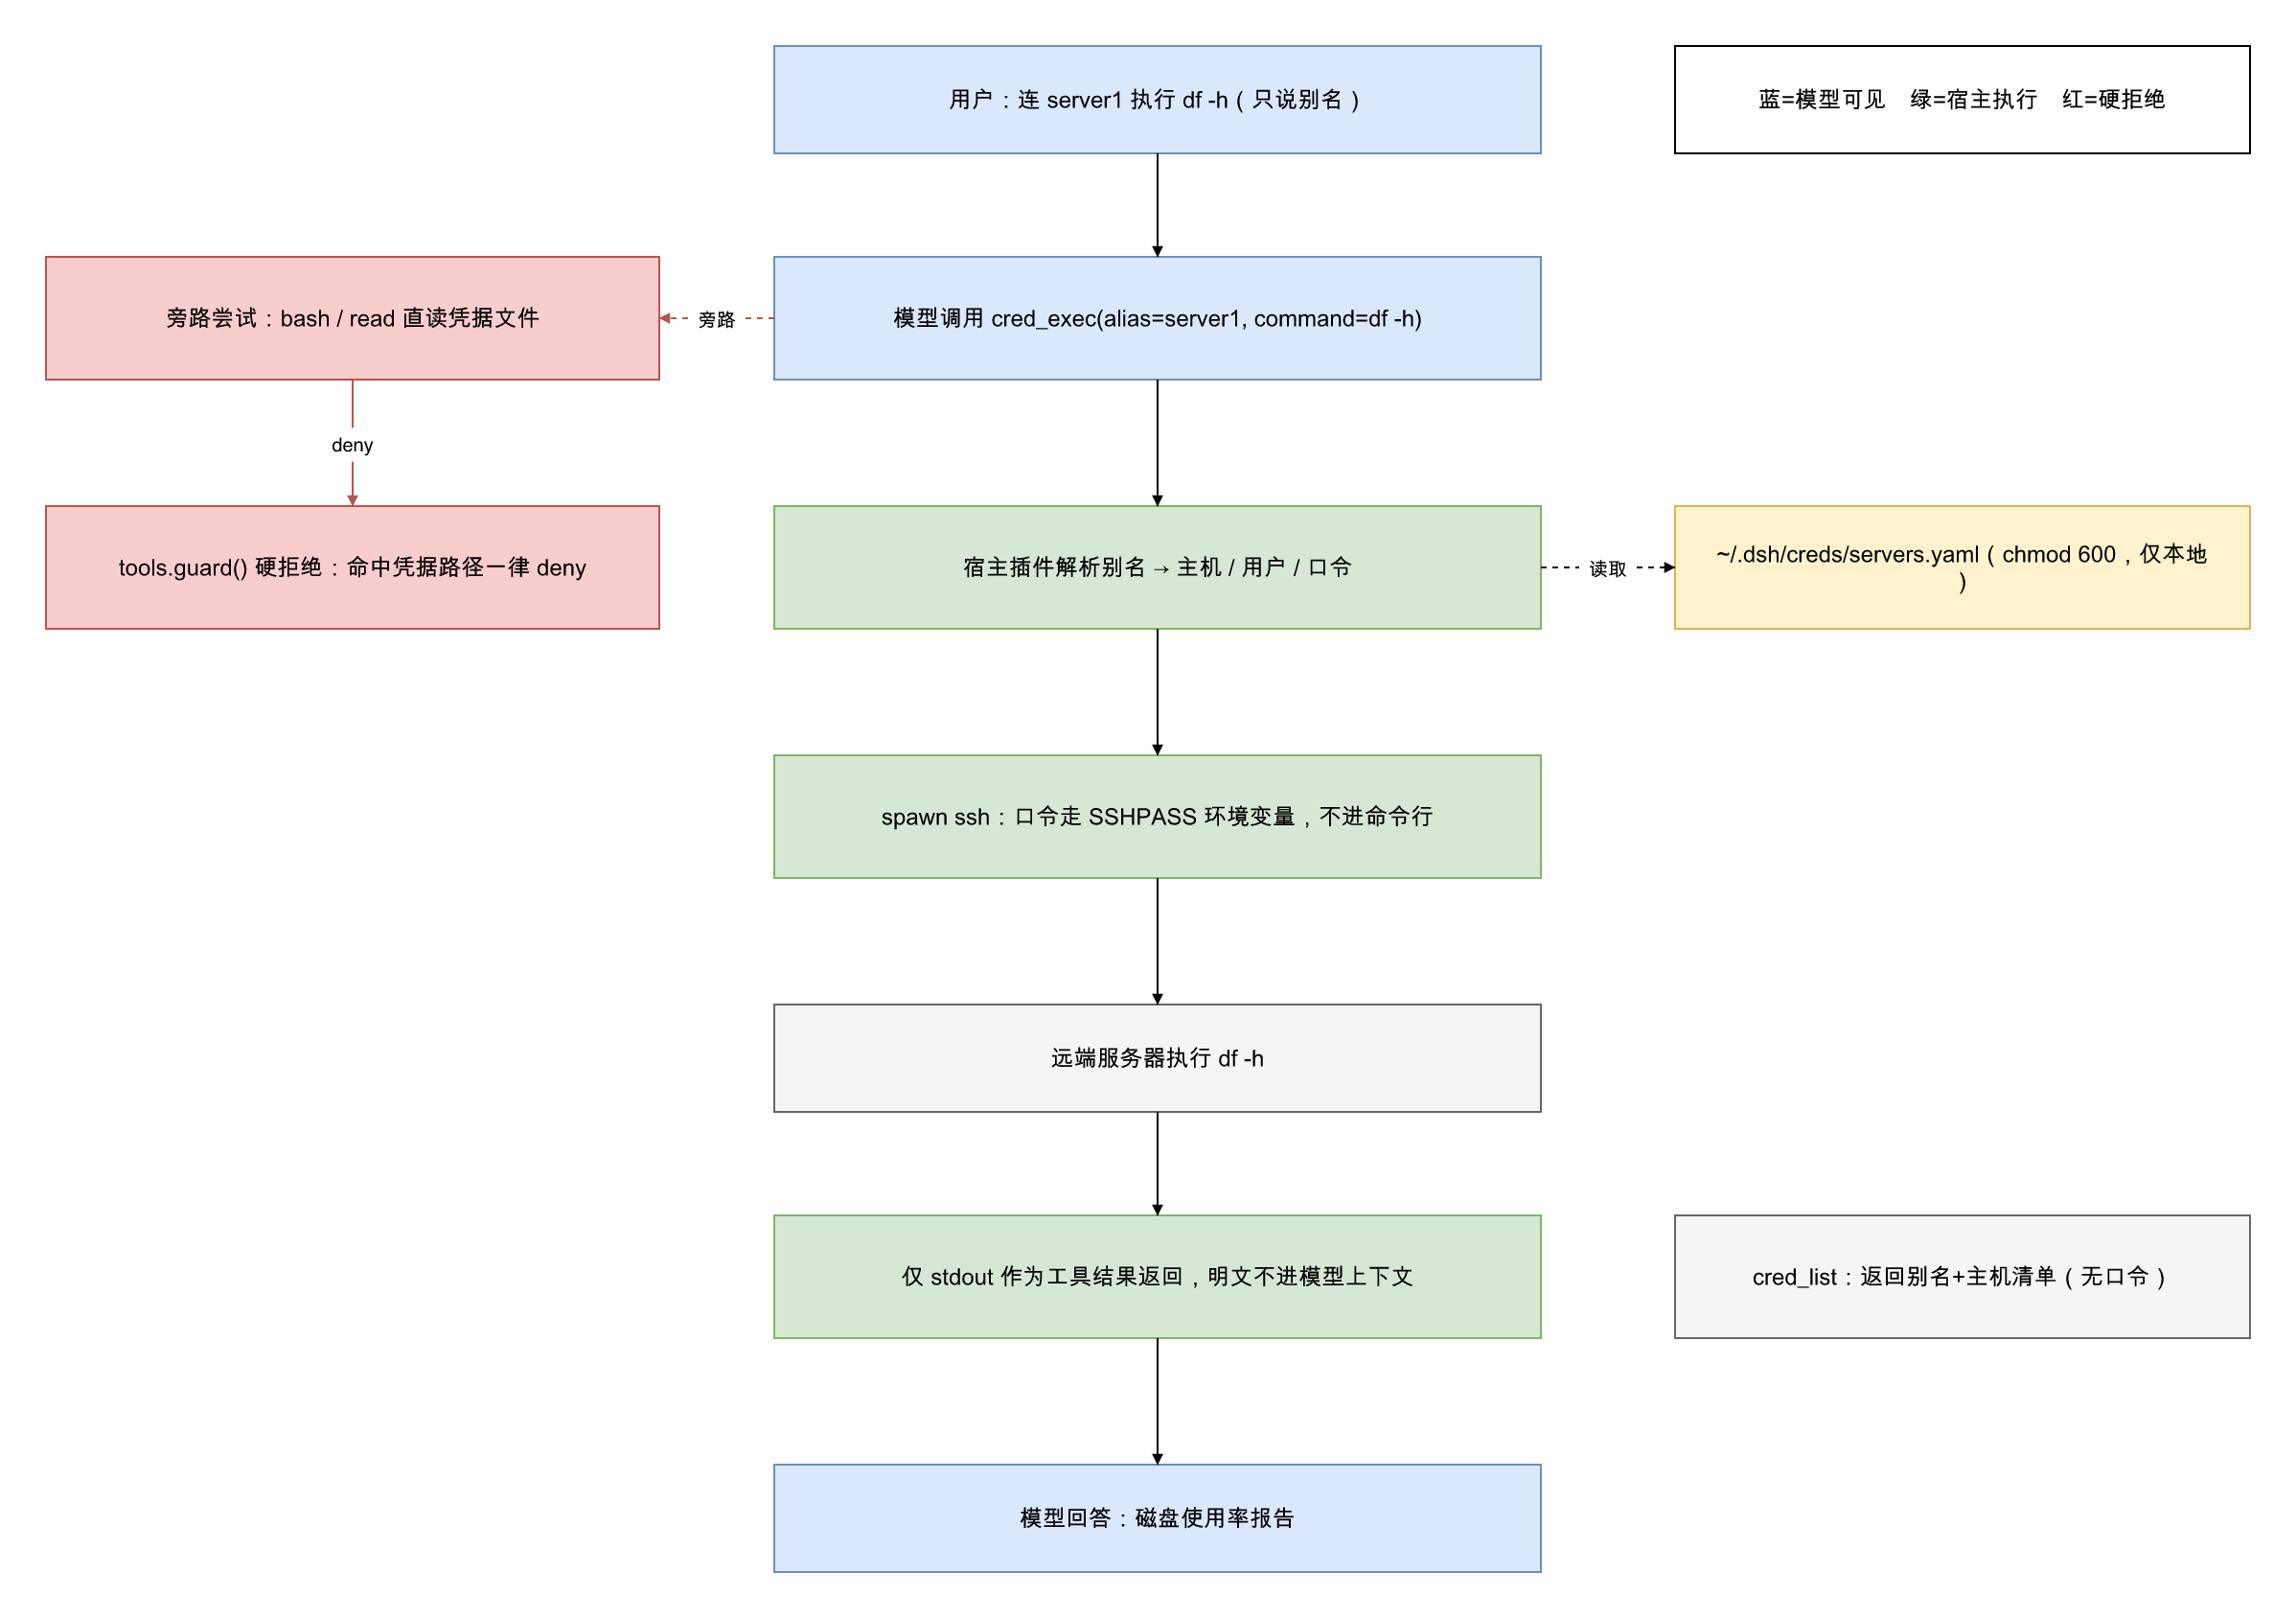 用户：连 server1 执行 df -h（只说别名）
蓝=模型可见　绿=宿主执行　红=硬拒绝
旁路尝试：bash / read 直读凭据文件
旁路
模型调用 cred_exec(alias=server1, command=df -h)
deny
tools.guard() 硬拒绝：命中凭据路径一律 deny
宿主插件解析别名 → 主机 / 用户 / 口令
读取
~/.dsh/creds/servers.yaml（chmod 600，仅本地
）
spawn ssh：口令走 SSHPASS 环境变量，不进命令行
远端服务器执行 df -h
仅 stdout 作为工具结果返回，明文不进模型上下文
cred_list：返回别名+主机清单（无口令）
模型回答：磁盘使用率报告